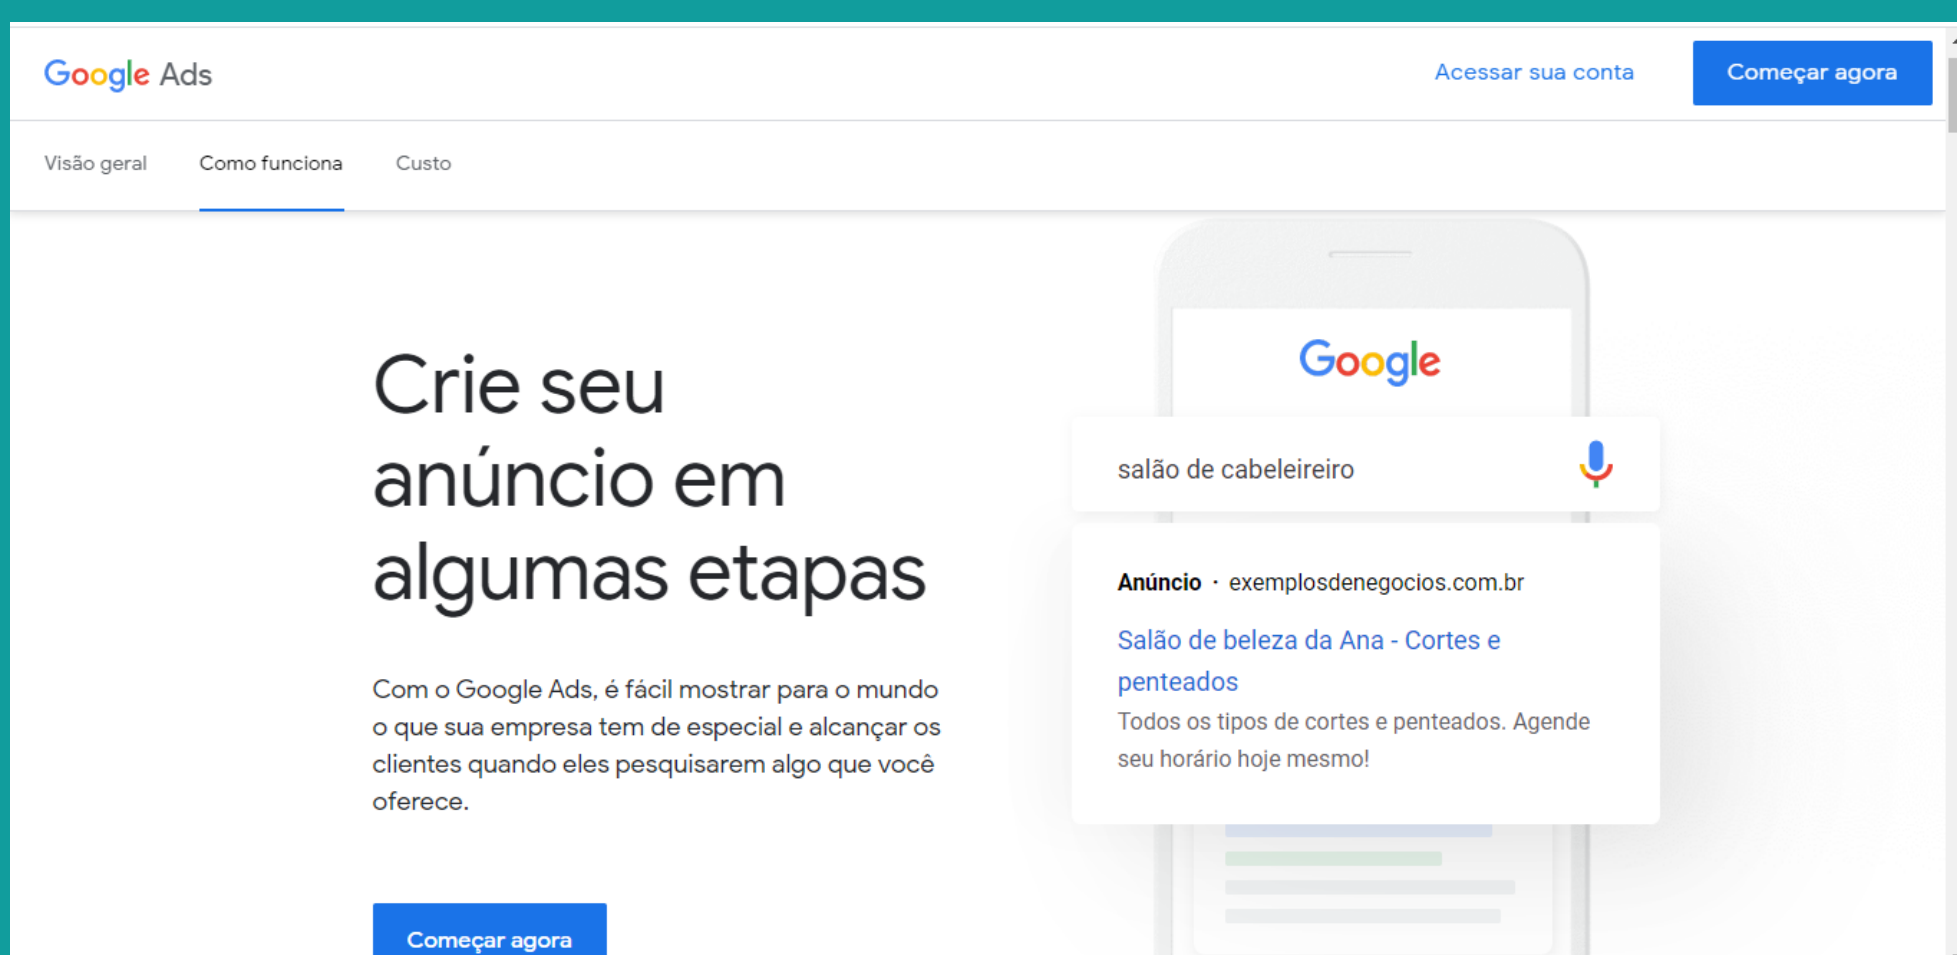 Google Ads
Acessar sua conta
Começar agora
Visão geral
Como funciona
Custo
Crie seu
anúncio em
algumas etapas
Com o Google Ads, é fácil mostrar para o mundo
o que sua empresa tem de especial e alcançar os
clientes quando eles pesquisarem algo que você
oferece.
Começar agora
Google
salão de cabeleireiro
Anúncio · exemplosdenegocios.com.br
Salão de beleza da Ana - Cortes e
penteados
Todos os tipos de cortes e penteados. Agende
seu horário hoje mesmo!